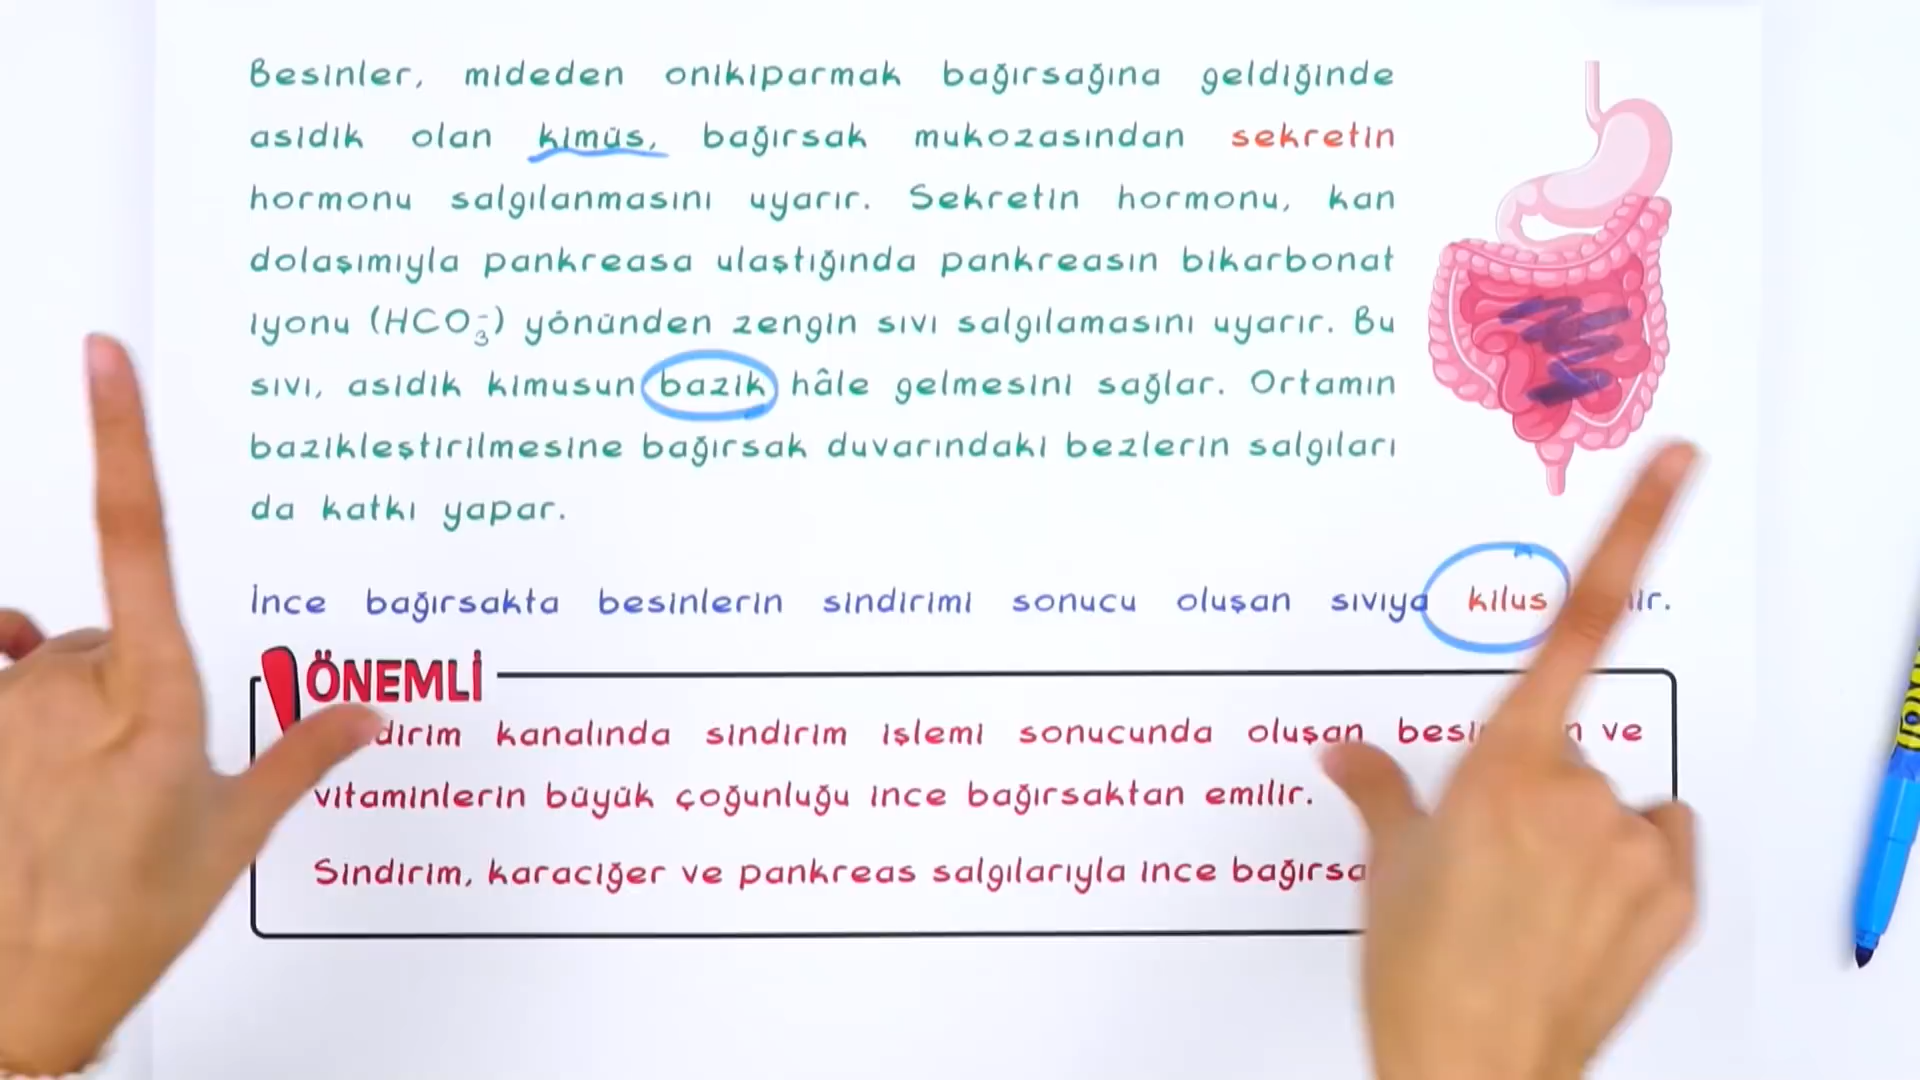 Besinler, mideden onikiparmak bağırsağına geldiğinde
asidik olan kimüs, bağırsak mukozasından sekretin
hormonu salgılanmasını uyarır. Sekretin hormonu, kan
dolaşımıyla pankreasa ulaştığında pankreasın bikarbonat
iyonu (HCO₃⁻) yönünden zengin sıvı salgılamasını uyarır. Bu
sıvı, asidik kimusun bazik hâle gelmesini sağlar. Ortamın
bazikleştirilmesine bağırsak duvarındaki bezlerin salgıları
da katkı yapar.
İnce bağırsakta besinlerin sindirimi sonucu oluşan sıvıya kilus
ÖNEMLİ
kanalında sindirim işlemi sonucunda oluşan ve
vitaminlerin büyük çoğunluğu ince bağırsaktan emilir.
Sindirim, karaciğer ve pankreas salgılarıyla ince